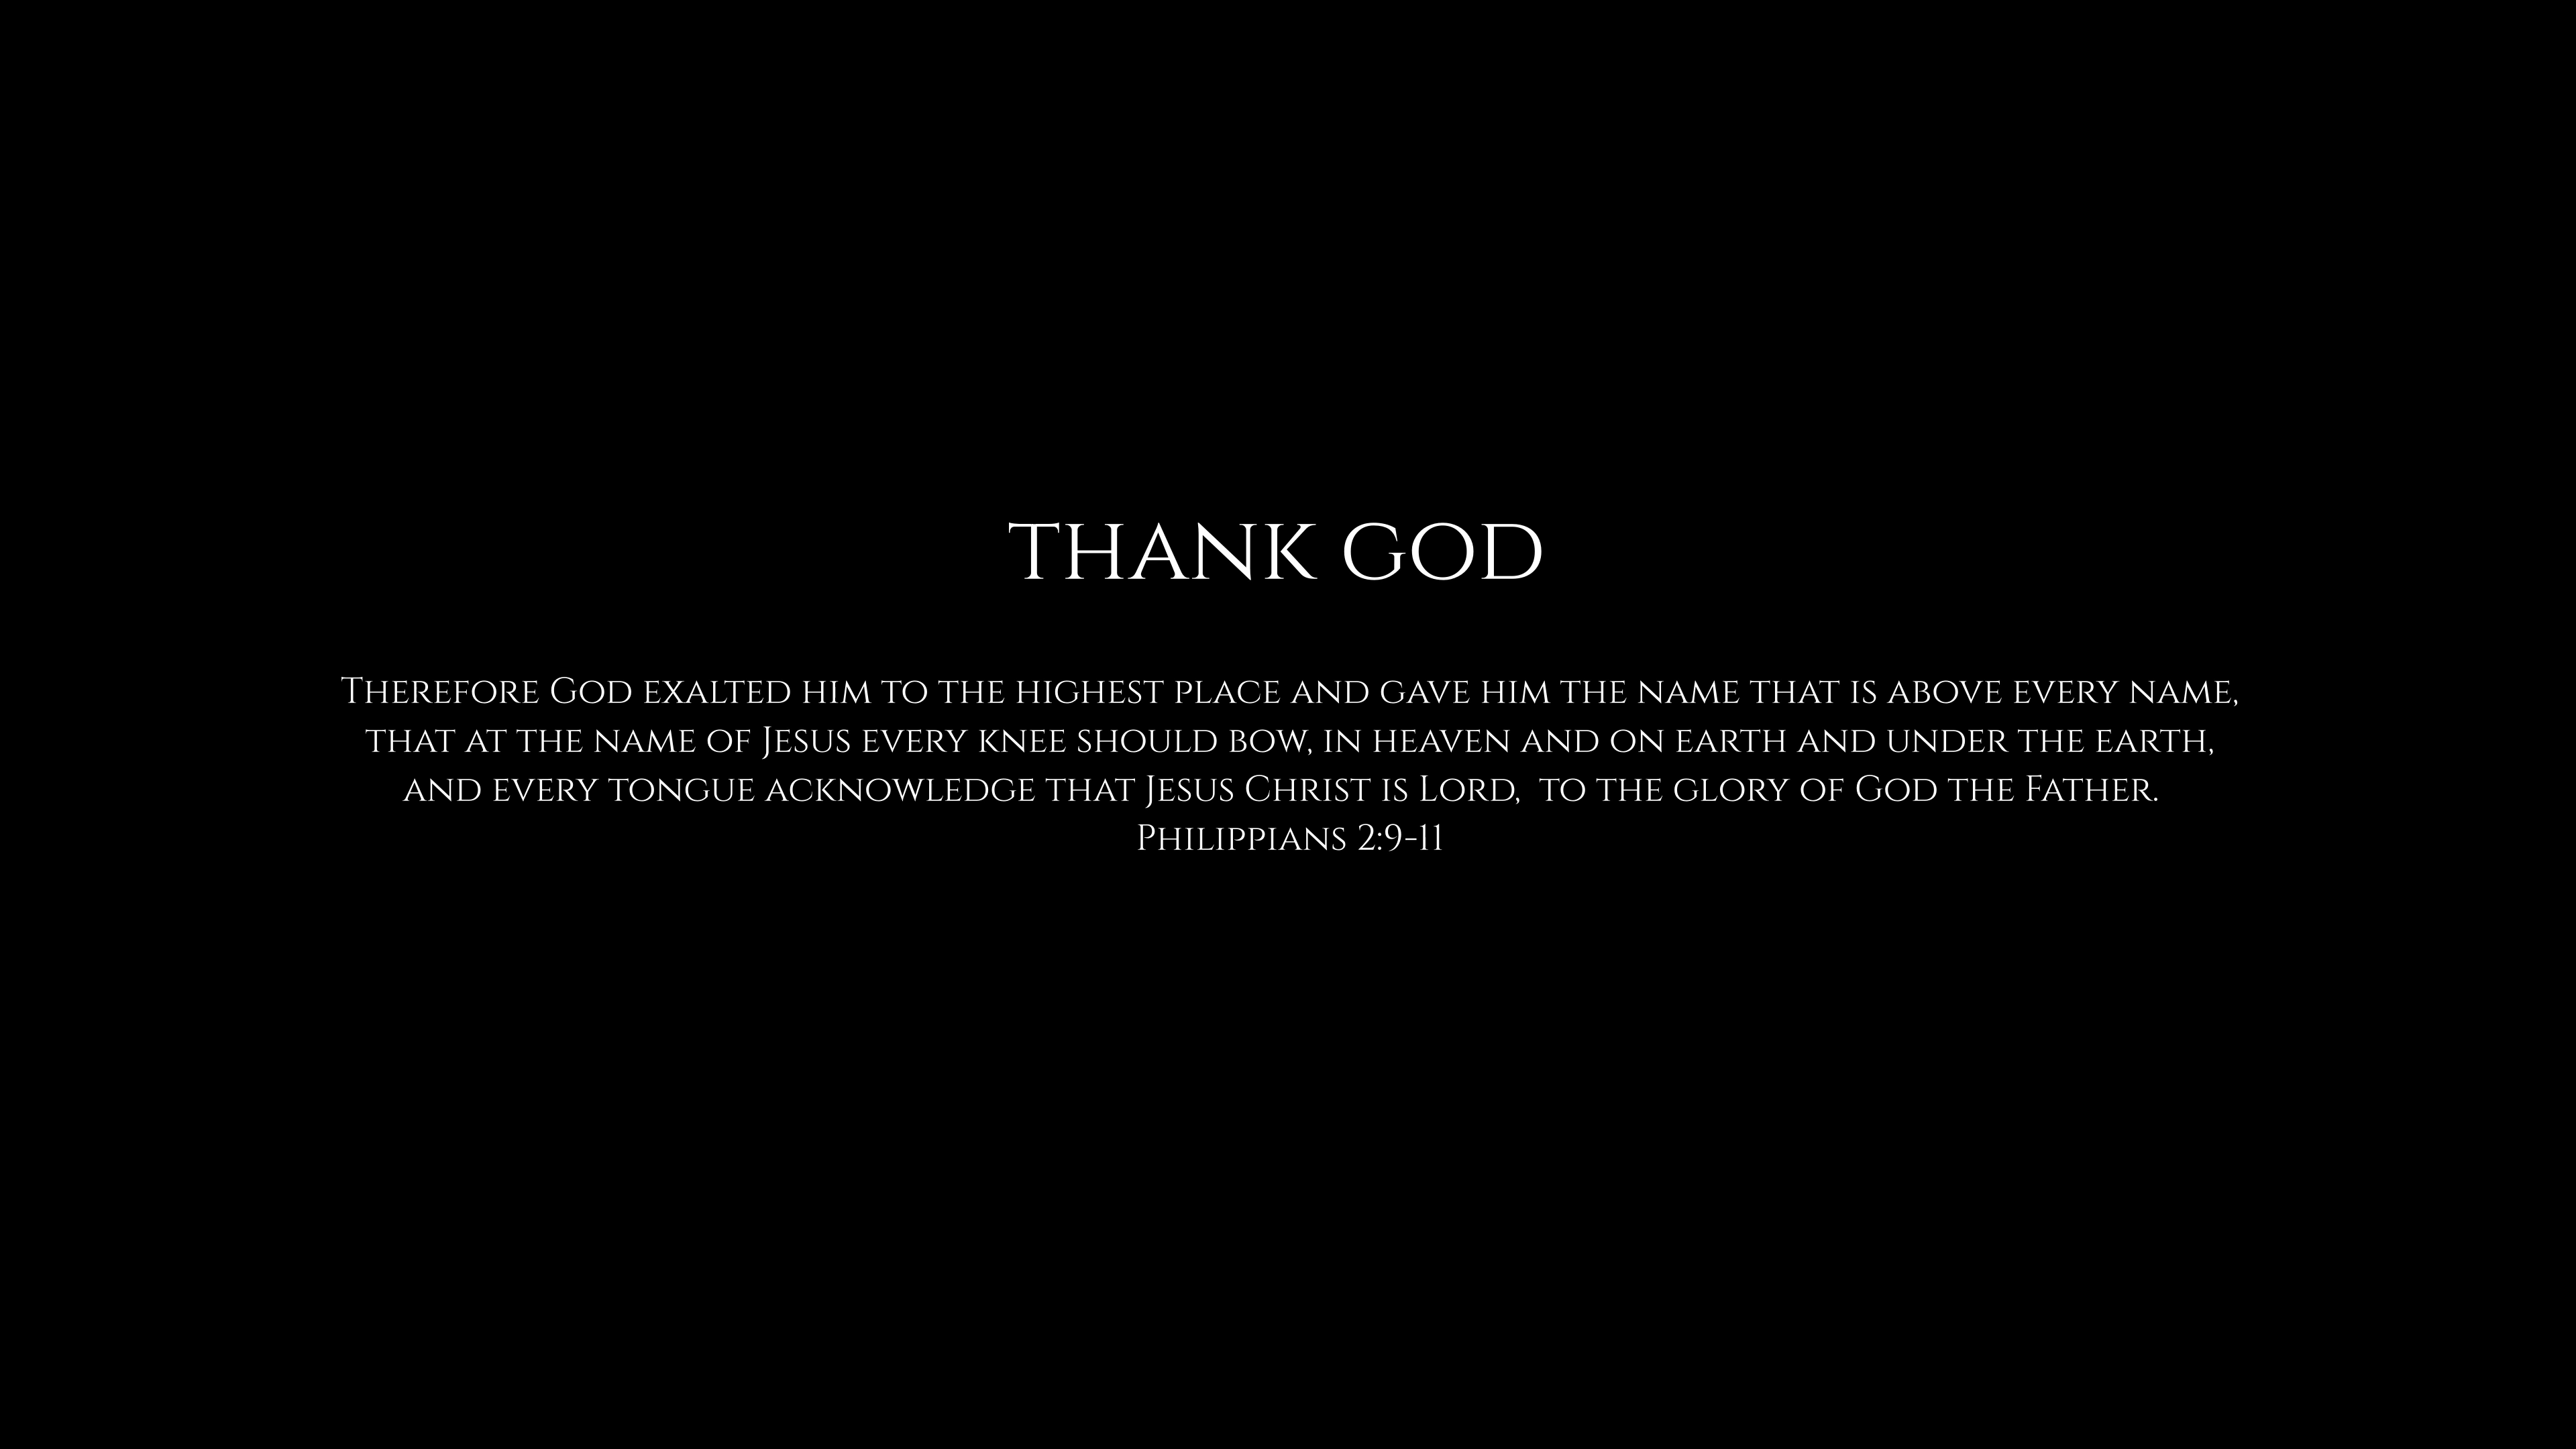 THANK GOD
Therefore God exalted him to the highest place and gave him the name that is above every name,
that at the name of Jesus every knee should bow, in heaven and on earth and under the earth,
and every tongue acknowledge that Jesus Christ is Lord,  to the glory of God the Father.
Philippians 2:9-11